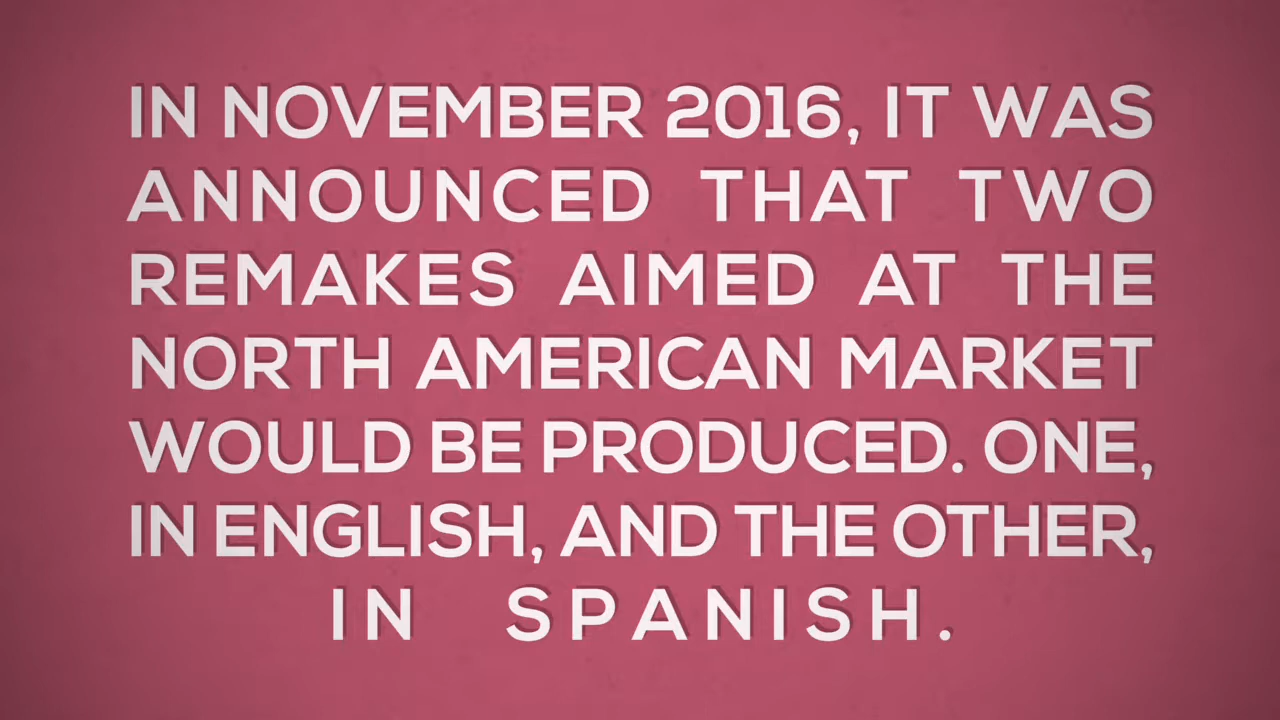 IN NOVEMBER 2016, IT WAS
ANNOUNCED THAT TWO
REMAKES AIMED AT THE
NORTH AMERICAN MARKET
WOULD BE PRODUCED. ONE,
IN ENGLISH, AND THE OTHER,
IN SPANISH.